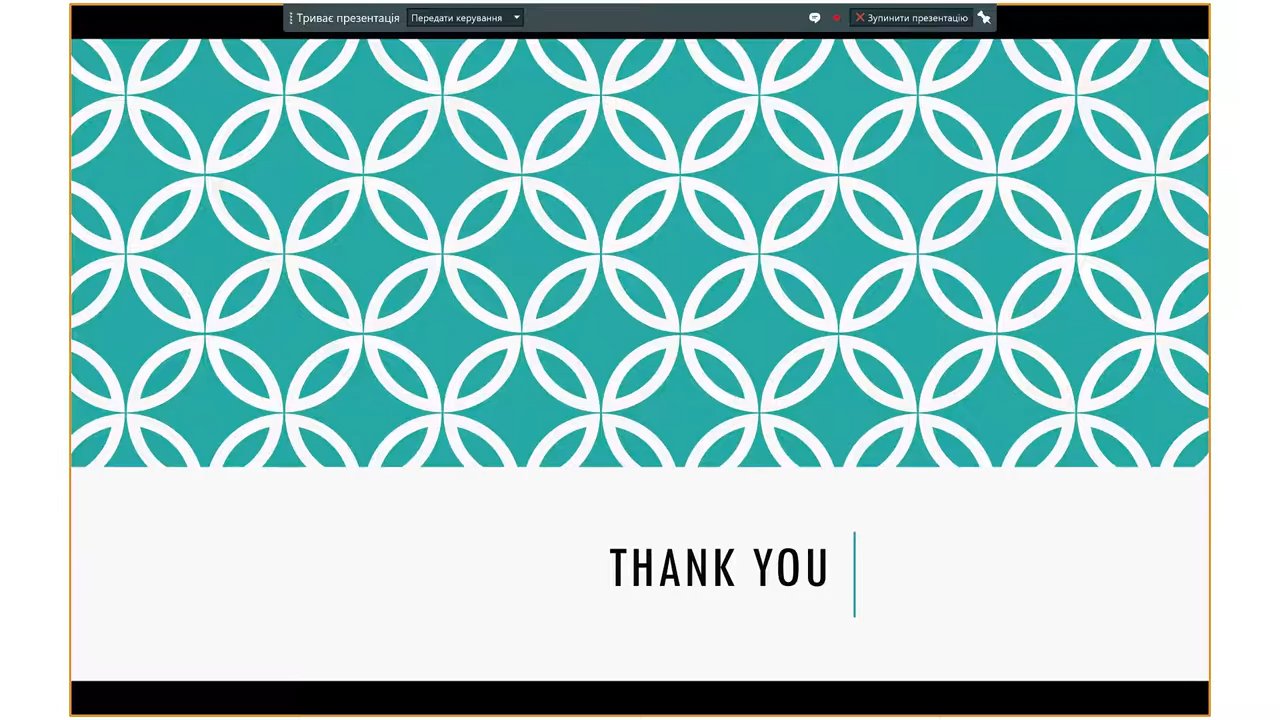 Триває презентація
Передати керування
Зупинити презентацію
THANK YOU